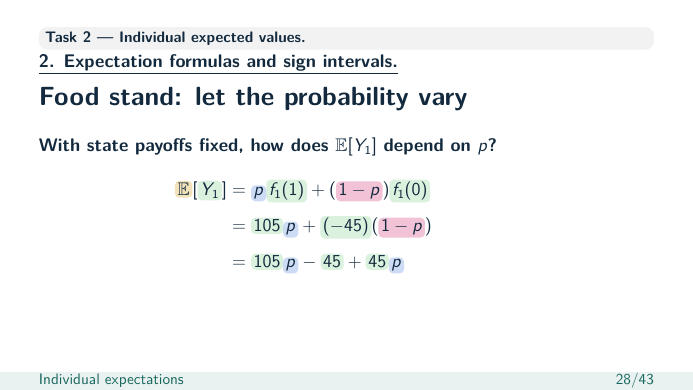 Task 2 — Individual expected values.
2. Expectation formulas and sign intervals.
Food stand: let the probability vary
With state payoffs fixed, how does 𝔼[Y₁] depend on p?
𝔼[Y₁] = p f₁(1) + (1 − p) f₁(0)
= 105 p + (−45)(1 − p)
= 105 p − 45 + 45 p
Individual expectations
28/43